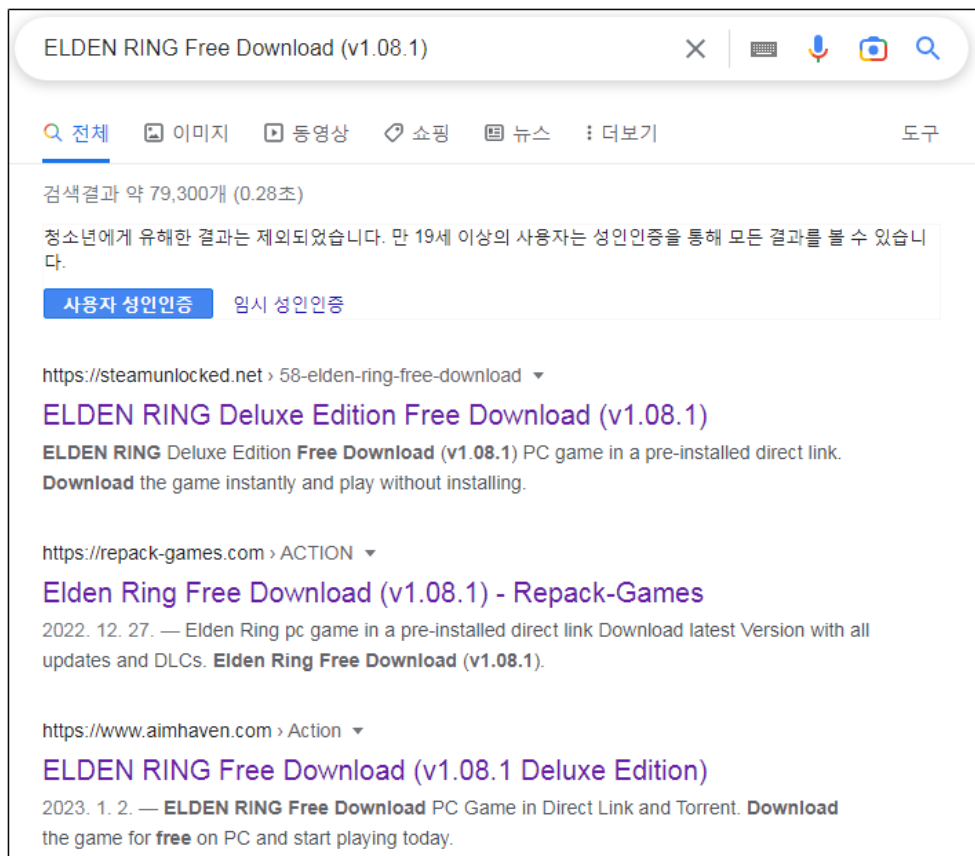 ELDEN RING Free Download (v1.08.1)
전체 이미지 동영상 쇼핑 뉴스 더보기 도구
검색결과 약 79,300개 (0.28초)
청소년에게 유해한 결과는 제외되었습니다. 만 19세 이상의 사용자는 성인인증을 통해 모든 결과를 볼 수 있습니
다.
사용자 성인인증 임시 성인인증
https://steamunlocked.net › 58-elden-ring-free-download
ELDEN RING Deluxe Edition Free Download (v1.08.1)
ELDEN RING Deluxe Edition Free Download (v1.08.1) PC game in a pre-installed direct link.
Download the game instantly and play without installing.
https://repack-games.com › ACTION
Elden Ring Free Download (v1.08.1) - Repack-Games
2022. 12. 27. — Elden Ring pc game in a pre-installed direct link Download latest Version with all
updates and DLCs. Elden Ring Free Download (v1.08.1).
https://www.aimhaven.com › Action
ELDEN RING Free Download (v1.08.1 Deluxe Edition)
2023. 1. 2. — ELDEN RING Free Download PC Game in Direct Link and Torrent. Download
the game for free on PC and start playing today.